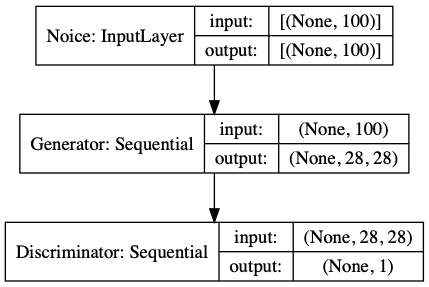 Noice: InputLayer
input: [(None, 100)]
output: [(None, 100)]
Generator: Sequential
input: (None, 100)
output: (None, 28, 28)
Discriminator: Sequential
input: (None, 28, 28)
output: (None, 1)